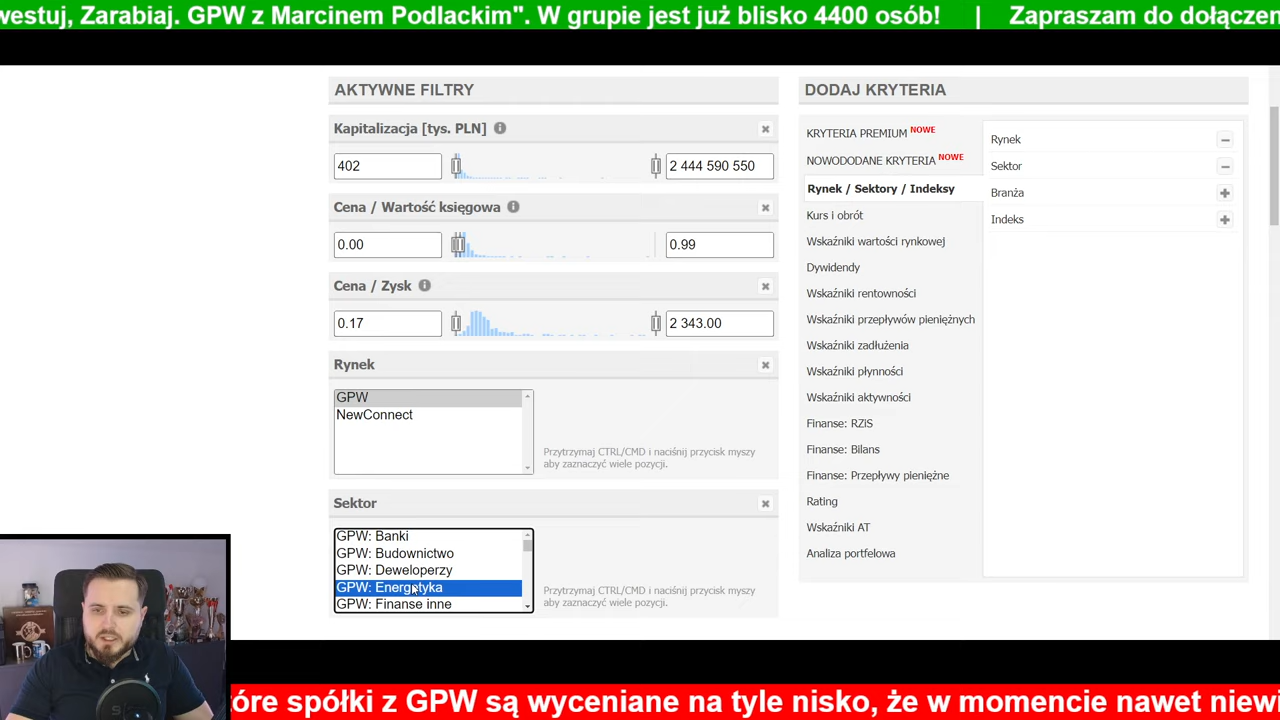 westuj, Zarabiaj. GPW z Marcinem Podlackim". W grupie jest już blisko 4400 osób! | Zapraszam do dołączen
AKTYWNE FILTRY
Kapitalizacja [tys. PLN]
402
2 444 590 550
Cena / Wartość księgowa
0.00
0.99
Cena / Zysk
0.17
2 343.00
Rynek
GPW
NewConnect
Przytrzymaj CTRL/CMD i naciśnij przycisk myszy
aby zaznaczyć wiele pozycji.
Sektor
GPW: Banki
GPW: Budownictwo
GPW: Deweloperzy
GPW: Energetyka
GPW: Finanse inne
Przytrzymaj CTRL/CMD i naciśnij przycisk myszy
aby zaznaczyć wiele pozycji.
DODAJ KRYTERIA
KRYTERIA PREMIUM NOWE
NOWODODANE KRYTERIA NOWE
Rynek / Sektory / Indeksy
Kurs i obrót
Wskaźniki wartości rynkowej
Dywidendy
Wskaźniki rentowności
Wskaźniki przepływów pieniężnych
Wskaźniki zadłużenia
Wskaźniki płynności
Wskaźniki aktywności
Finanse: RZiS
Finanse: Bilans
Finanse: Przepływy pieniężne
Rating
Wskaźniki AT
Analiza portfelowa
Rynek
Sektor
Branża
Indeks
óre spółki z GPW są wyceniane na tyle nisko, że w momencie nawet niewi